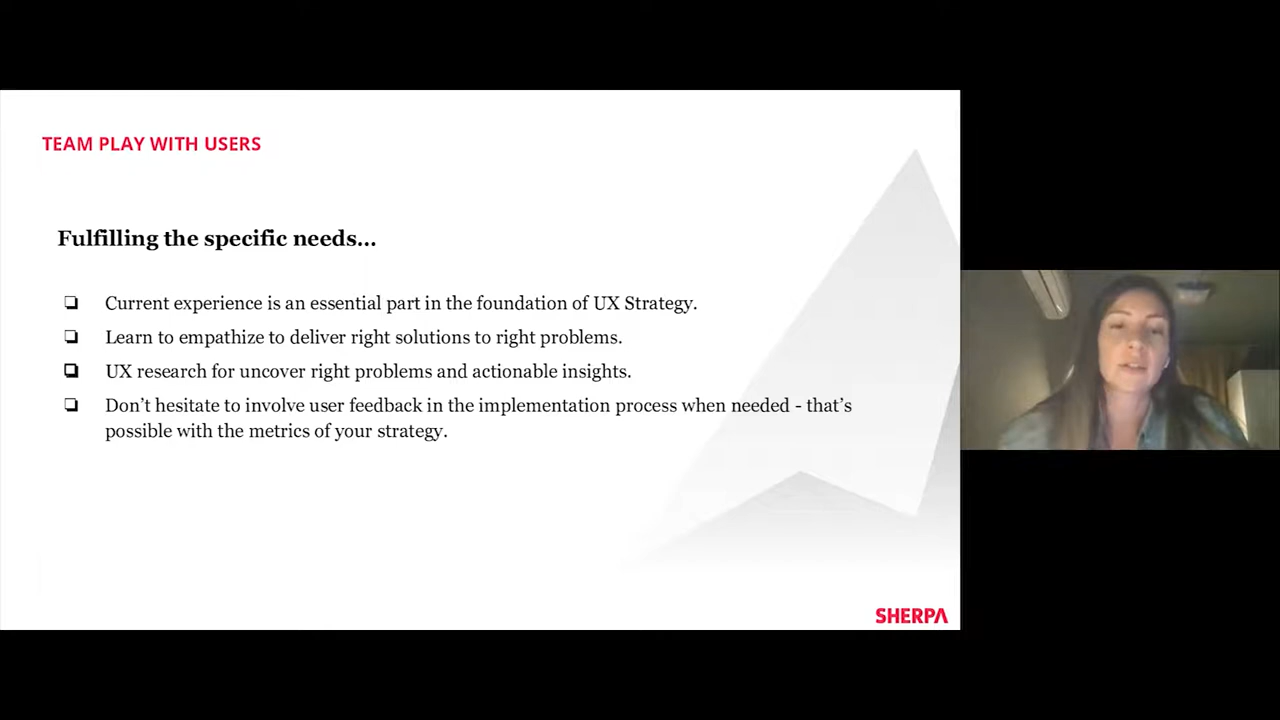 TEAM PLAY WITH USERS
Fulfilling the specific needs...
Current experience is an essential part in the foundation of UX Strategy.
Learn to empathize to deliver right solutions to right problems.
UX research for uncover right problems and actionable insights.
Don’t hesitate to involve user feedback in the implementation process when needed - that’s
possible with the metrics of your strategy.
SHERPA